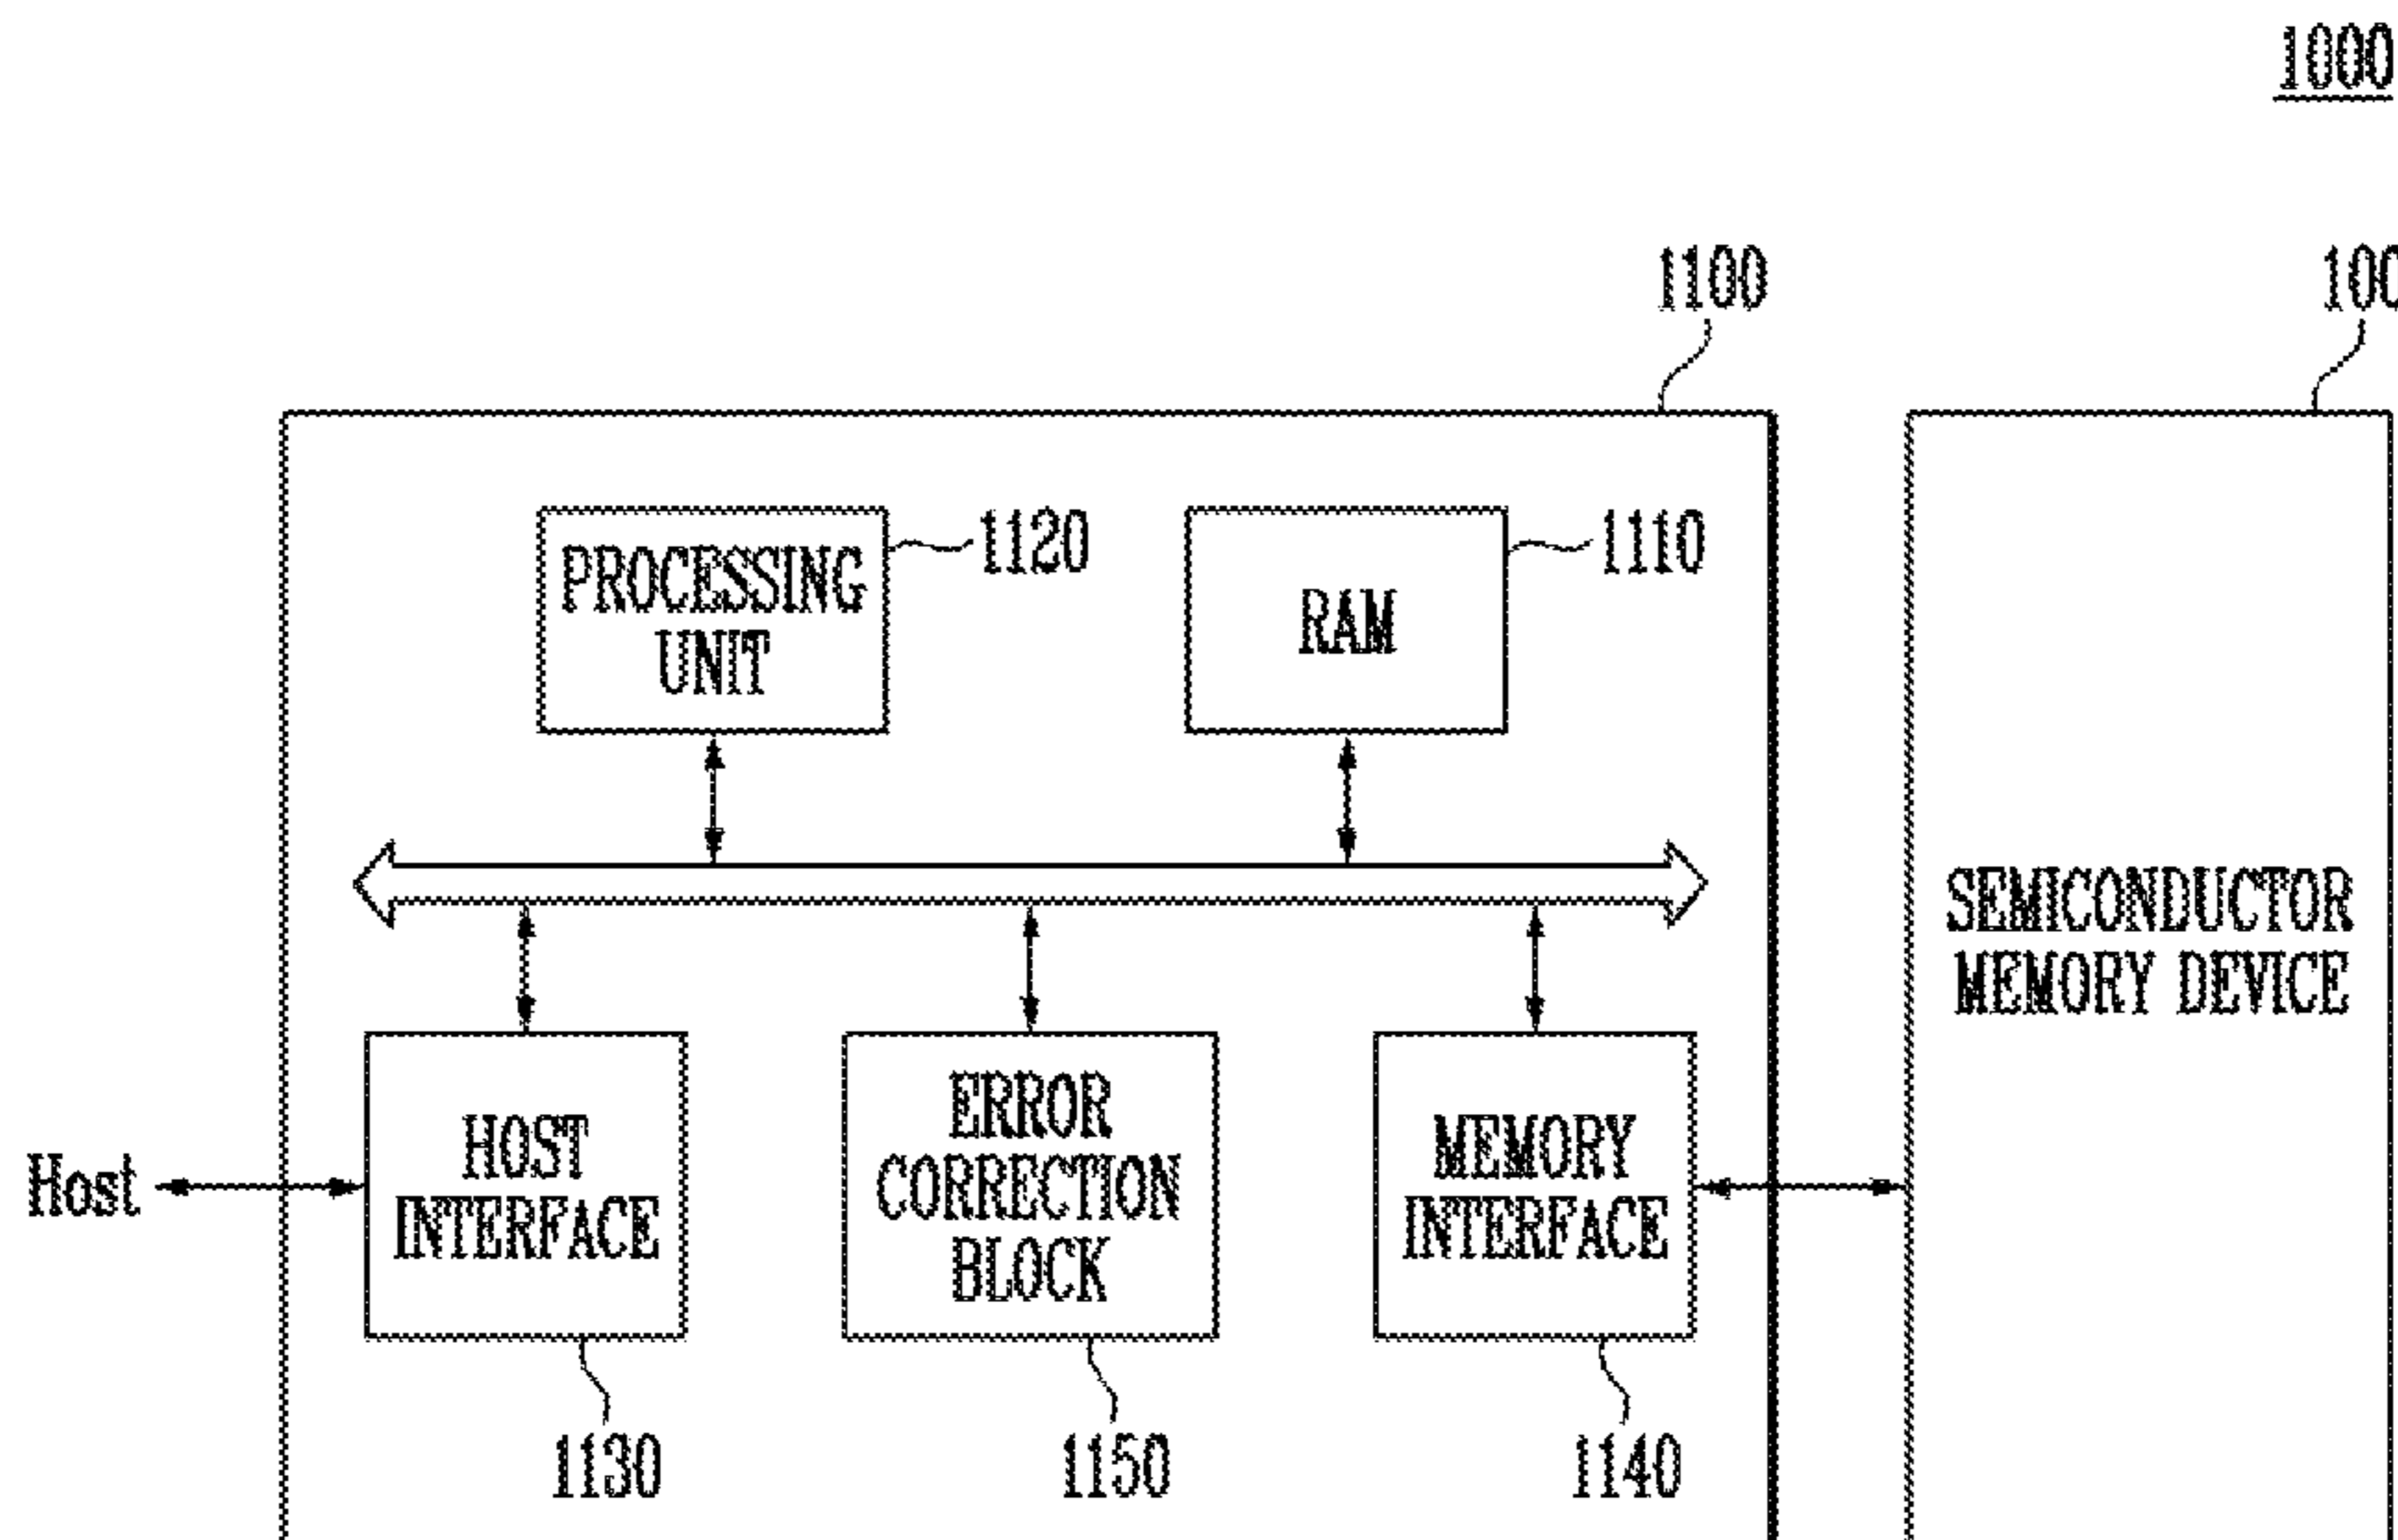 1000
1100
100
PROCESSING
UNIT
1120
RAM
1110
SEMICONDUCTOR
MEMORY DEVICE
Host
HOST
INTERFACE
ERROR
CORRECTION
BLOCK
MEMORY
INTERFACE
1130
1150
1140